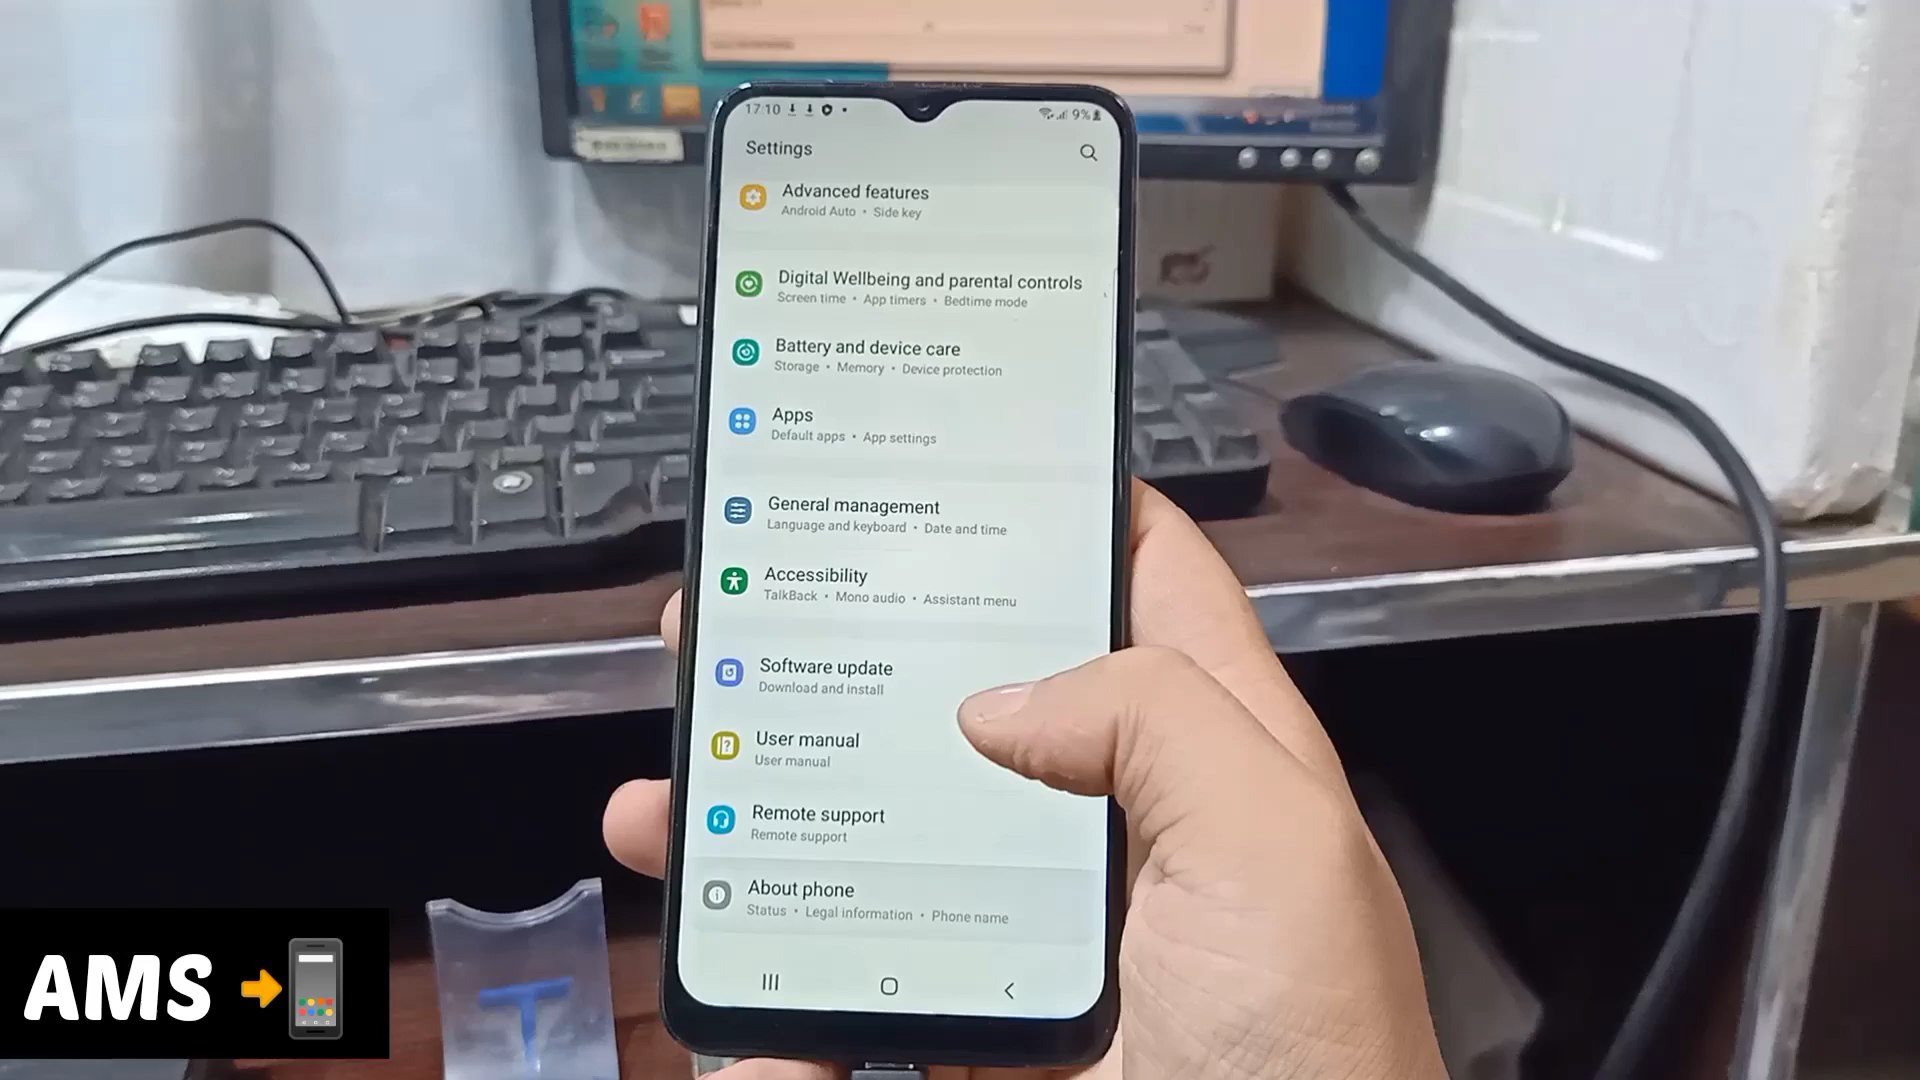 17:10
9%
Settings
Advanced features
Android Auto • Side key
Digital Wellbeing and parental controls
Screen time • App timers • Bedtime mode
Battery and device care
Storage • Memory • Device protection
Apps
Default apps • App settings
General management
Language and keyboard • Date and time
Accessibility
TalkBack • Mono audio • Assistant menu
Software update
Download and install
User manual
User manual
Remote support
Remote support
About phone
Status • Legal information • Phone name
AMS
T